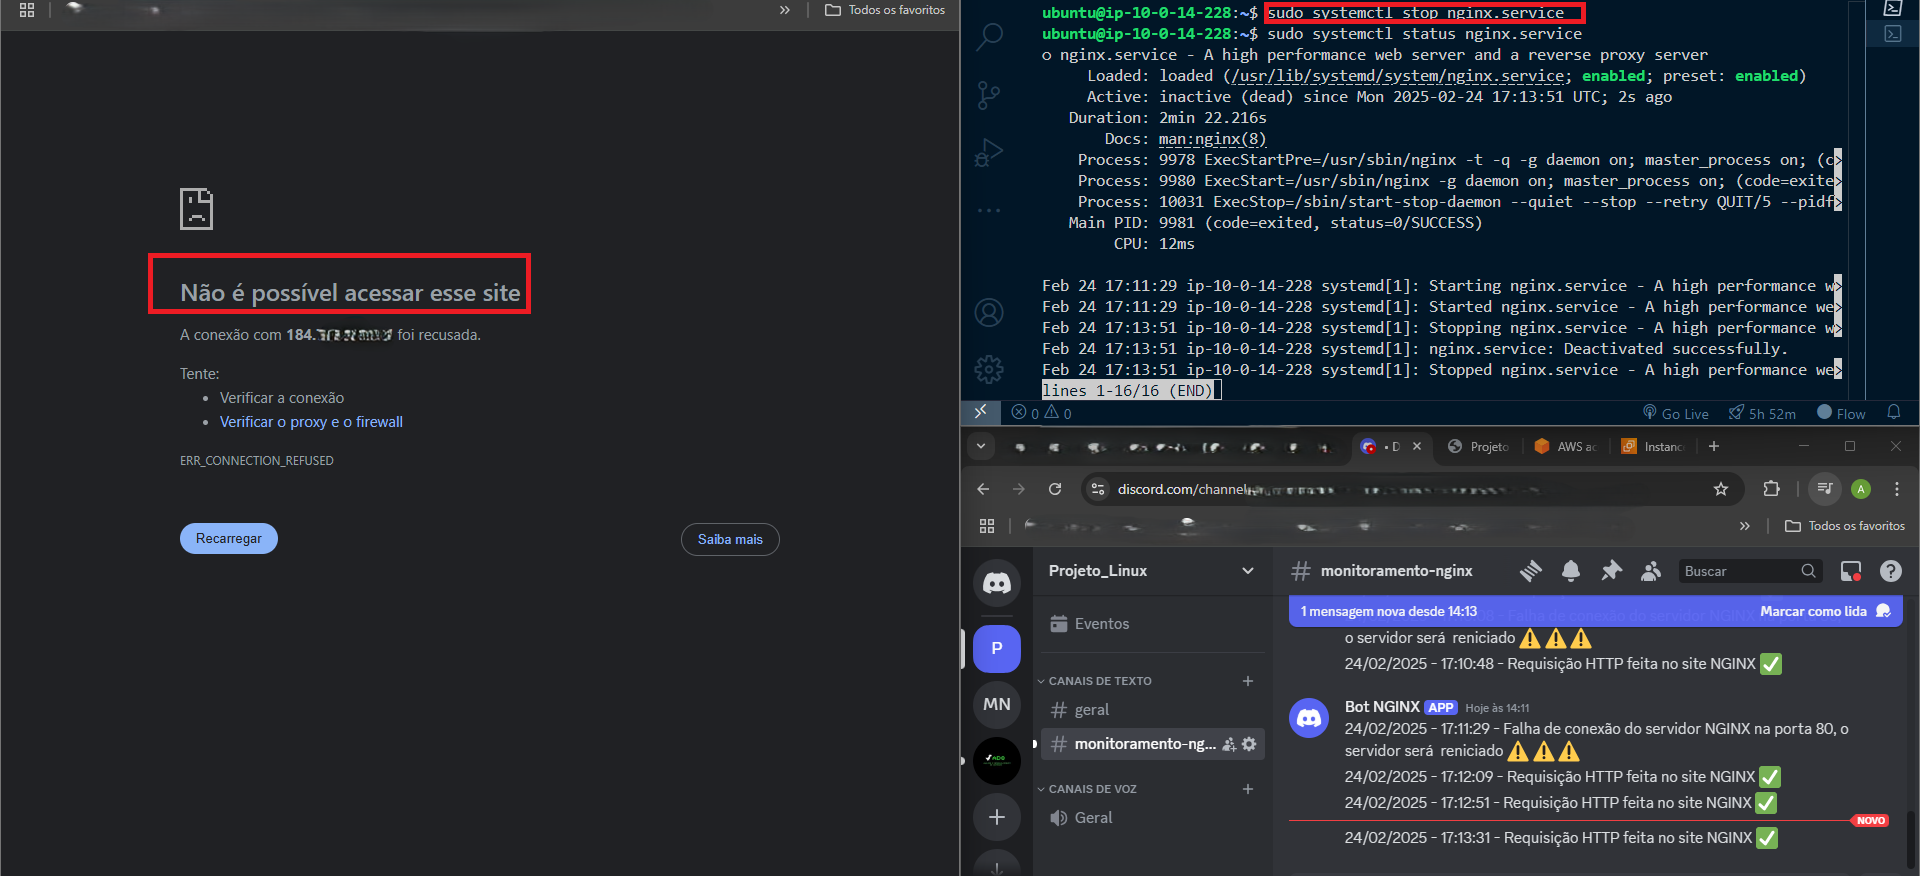 Todos os favoritos
Não é possível acessar esse site
A conexão com 184. foi recusada.
Tente:
• Verificar a conexão
• Verificar o proxy e o firewall
ERR_CONNECTION_REFUSED
Recarregar
Saiba mais
ubuntu@ip-10-0-14-228:~$ sudo systemctl stop nginx.service
ubuntu@ip-10-0-14-228:~$ sudo systemctl status nginx.service
○ nginx.service - A high performance web server and a reverse proxy server
Loaded: loaded (/usr/lib/systemd/system/nginx.service; enabled; preset: enabled)
Active: inactive (dead) since Mon 2025-02-24 17:13:51 UTC; 2s ago
Duration: 2min 22.216s
Docs: man:nginx(8)
Process: 9978 ExecStartPre=/usr/sbin/nginx -t -q -g daemon on; master_process on; (c>
Process: 9980 ExecStart=/usr/sbin/nginx -g daemon on; master_process on; (code=exite>
Process: 10031 ExecStop=/sbin/start-stop-daemon --quiet --stop --retry QUIT/5 --pidf>
Main PID: 9981 (code=exited, status=0/SUCCESS)
CPU: 12ms
Feb 24 17:11:29 ip-10-0-14-228 systemd[1]: Starting nginx.service - A high performance w>
Feb 24 17:11:29 ip-10-0-14-228 systemd[1]: Started nginx.service - A high performance we>
Feb 24 17:13:51 ip-10-0-14-228 systemd[1]: Stopping nginx.service - A high performance w>
Feb 24 17:13:51 ip-10-0-14-228 systemd[1]: nginx.service: Deactivated successfully.
Feb 24 17:13:51 ip-10-0-14-228 systemd[1]: Stopped nginx.service - A high performance we>
lines 1-16/16 (END)
0 0 Go Live 5h 52m Flow
• D Projeto AWS ac Instanc
discord.com/channel
A
Todos os favoritos
Projeto_Linux
Eventos
P
CANAIS DE TEXTO
MN
geral
monitoramento-ng...
CANAIS DE VOZ
Geral
monitoramento-nginx
Buscar
1 mensagem nova desde 14:13 Marcar como lida
Falha de conexão do servidor NGINX
o servidor será reniciado ⚠️⚠️⚠️
24/02/2025 - 17:10:48 - Requisição HTTP feita no site NGINX ✅
Bot NGINX APP Hoje às 14:11
24/02/2025 - 17:11:29 - Falha de conexão do servidor NGINX na porta 80, o
servidor será reniciado ⚠️⚠️⚠️
24/02/2025 - 17:12:09 - Requisição HTTP feita no site NGINX ✅
24/02/2025 - 17:12:51 - Requisição HTTP feita no site NGINX ✅
NOVO
24/02/2025 - 17:13:31 - Requisição HTTP feita no site NGINX ✅